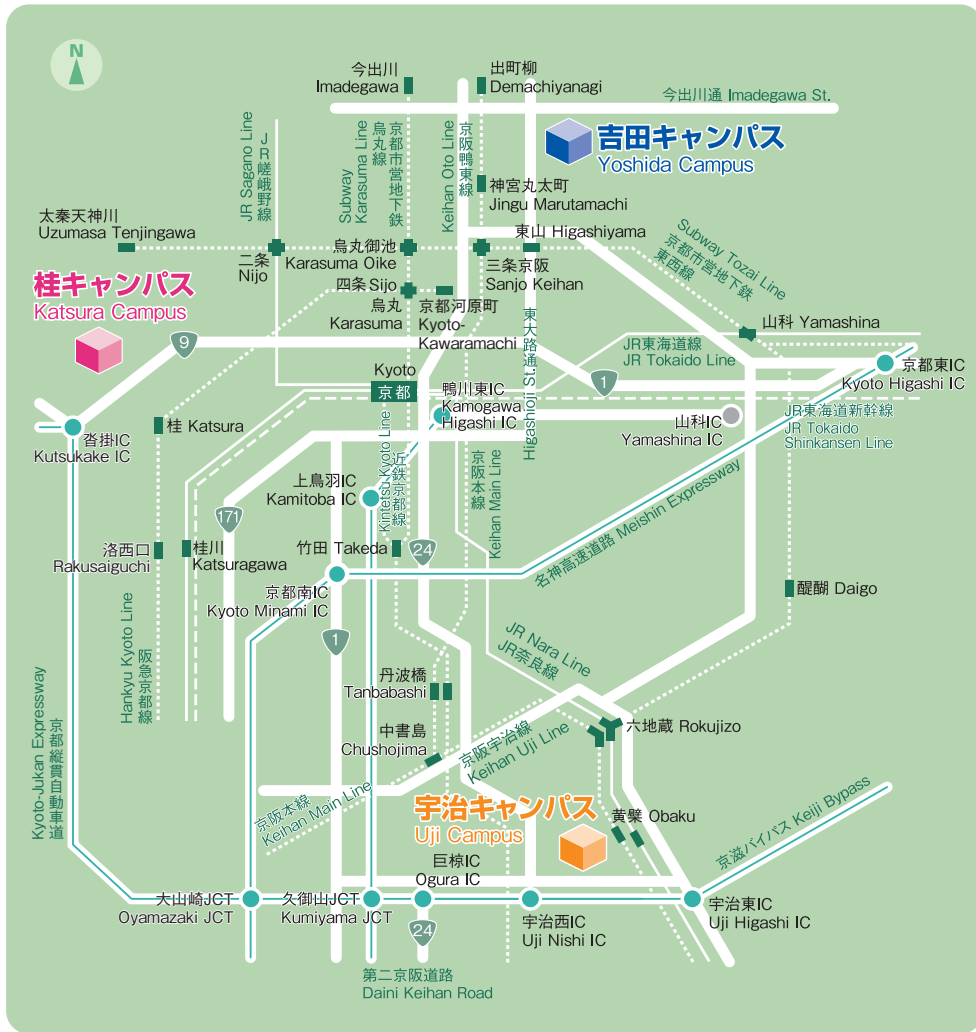 N
今出川
Imadegawa
出町柳
Demachiyanagi
今出川通 Imadegawa St.
吉田キャンパス
Yoshida Campus
JR嵯峨野線
JR Sagano Line
京都市営地下鉄
烏丸線
Subway
Karasuma Line
京阪鴨東線
Keihan Oto Line
神宮丸太町
Jingu Marutamachi
太秦天神川
Uzumasa Tenjingawa
二条
Nijo
烏丸御池
Karasuma Oike
東山 Higashiyama
三条京阪
Sanjo Keihan
Subway Tozai Line
京都市営地下鉄
東西線
四条 Sijo
烏丸
Karasuma
京都河原町
Kyoto-
Kawaramachi
桂キャンパス
Katsura Campus
9
東大路通
Higashioji St.
山科 Yamashina
JR東海道線
JR Tokaido Line
京都東IC
Kyoto Higashi IC
1
Kyoto
京都
鴨川東IC
Kamogawa
Higashi IC
山科IC
Yamashina IC
JR東海道新幹線
JR Tokaido
Shinkansen Line
沓掛IC
Kutsukake IC
桂 Katsura
上鳥羽IC
Kamitoba IC
近鉄京都線
Kintetsu Kyoto Line
京阪本線
Keihan Main Line
名神高速道路 Meishin Expressway
171
洛西口
Rakusaiguchi
桂川
Katsuragawa
竹田 Takeda
24
京都南IC
Kyoto Minami IC
醍醐 Daigo
1
阪急京都線
Hankyu Kyoto Line
JR Nara Line
JR奈良線
丹波橋
Tanbabashi
中書島
Chushojima
六地蔵 Rokujizo
京阪宇治線
Keihan Uji Line
京都縦貫自動車道
Kyoto-Jukan Expressway
京阪本線
Keihan Main Line
宇治キャンパス
Uji Campus
黄檗 Obaku
京滋バイパス Keiji Bypass
巨椋IC
Ogura IC
大山崎JCT
Oyamazaki JCT
久御山JCT
Kumiyama JCT
24
宇治西IC
Uji Nishi IC
宇治東IC
Uji Higashi IC
第二京阪道路
Daini Keihan Road